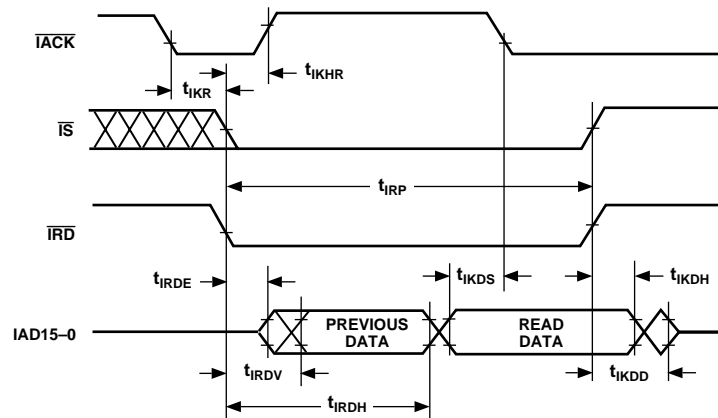 IACK
tIKHR
tIKR
IS
tIRP
IRD
tIRDE
tIKDS
tIKDH
IAD15–0
PREVIOUS
DATA
READ
DATA
tIRDV
tIKDD
tIRDH